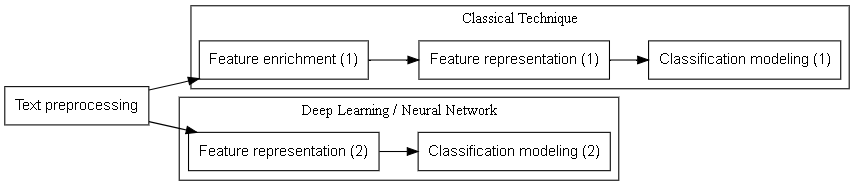 Classical Technique
Feature enrichment (1)
Feature representation (1)
Classification modeling (1)
Text preprocessing
Deep Learning / Neural Network
Feature representation (2)
Classification modeling (2)